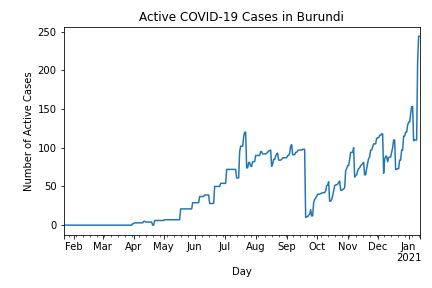 Active COVID-19 Cases in Burundi
250
200
150
100
50
0
Number of Active Cases
Feb Mar Apr May Jun Jul Aug Sep Oct Nov Dec Jan
2021
Day